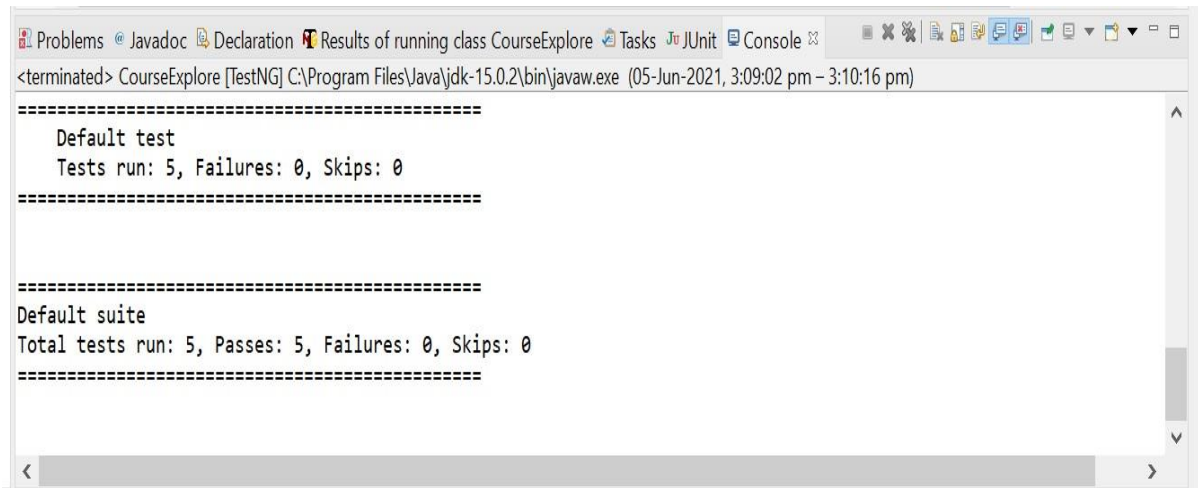 Problems @ Javadoc Declaration Results of running class CourseExplore Tasks JUnit Console
<terminated> CourseExplore [TestNG] C:\Program Files\Java\jdk-15.0.2\bin\javaw.exe (05-Jun-2021, 3:09:02 pm – 3:10:16 pm)
===============================================
Default test
Tests run: 5, Failures: 0, Skips: 0
===============================================
===============================================
Default suite
Total tests run: 5, Passes: 5, Failures: 0, Skips: 0
===============================================